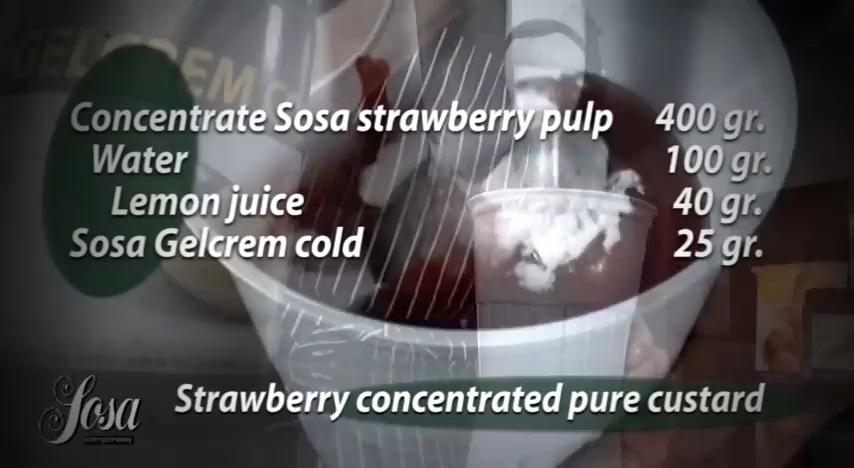 GELCREM
Concentrate Sosa strawberry pulp 400 gr.
Water 100 gr.
Lemon juice 40 gr.
Sosa Gelcrem cold 25 gr.
Sosa
Strawberry concentrated pure custard